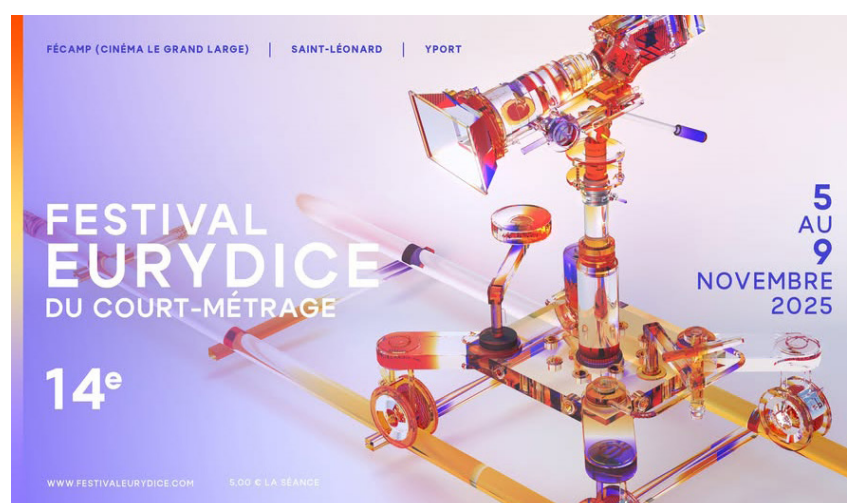 FÉCAMP (CINÉMA LE GRAND LARGE) | SAINT-LÉONARD | YPORT
FESTIVAL
EURYDICE
DU COURT-MÉTRAGE
14e
5
AU
9
NOVEMBRE
2025
WWW.FESTIVALEURYDICE.COM 5,00 € LA SÉANCE